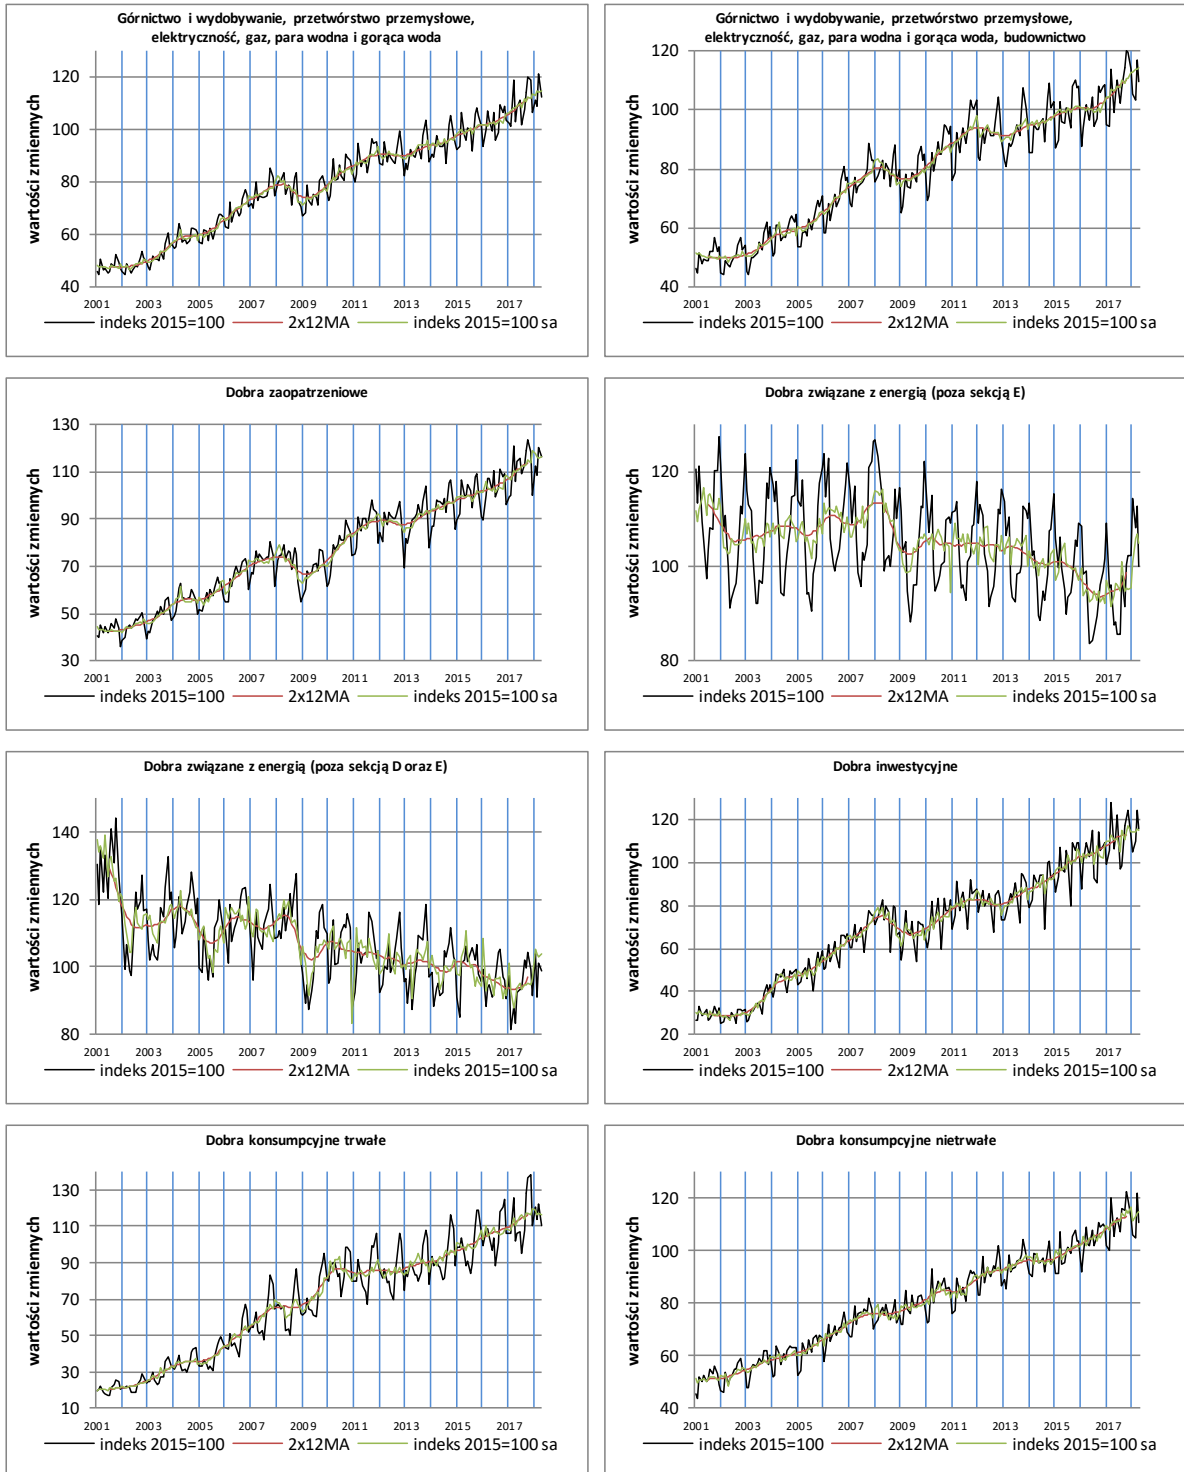 Górnictwo i wydobywanie, przetwórstwo przemysłowe,
elektryczność, gaz, para wodna i gorąca woda
wartości zmiennych
120
100
80
60
40
2001 2003 2005 2007 2009 2011 2013 2015 2017
indeks 2015=100 2x12MA indeks 2015=100 sa
Górnictwo i wydobywanie, przetwórstwo przemysłowe,
elektryczność, gaz, para wodna i gorąca woda, budownictwo
wartości zmiennych
120
100
80
60
40
2001 2003 2005 2007 2009 2011 2013 2015 2017
indeks 2015=100 2x12MA indeks 2015=100 sa
Dobra zaopatrzeniowe
wartości zmiennych
130
110
90
70
50
30
2001 2003 2005 2007 2009 2011 2013 2015 2017
indeks 2015=100 2x12MA indeks 2015=100 sa
Dobra związane z energią (poza sekcją E)
wartości zmiennych
120
100
80
2001 2003 2005 2007 2009 2011 2013 2015 2017
indeks 2015=100 2x12MA indeks 2015=100 sa
Dobra związane z energią (poza sekcją D oraz E)
wartości zmiennych
140
120
100
80
2001 2003 2005 2007 2009 2011 2013 2015 2017
indeks 2015=100 2x12MA indeks 2015=100 sa
Dobra inwestycyjne
wartości zmiennych
120
100
80
60
40
20
2001 2003 2005 2007 2009 2011 2013 2015 2017
indeks 2015=100 2x12MA indeks 2015=100 sa
Dobra konsumpcyjne trwałe
wartości zmiennych
130
110
90
70
50
30
10
2001 2003 2005 2007 2009 2011 2013 2015 2017
indeks 2015=100 2x12MA indeks 2015=100 sa
Dobra konsumpcyjne nietrwałe
wartości zmiennych
120
100
80
60
40
2001 2003 2005 2007 2009 2011 2013 2015 2017
indeks 2015=100 2x12MA indeks 2015=100 sa